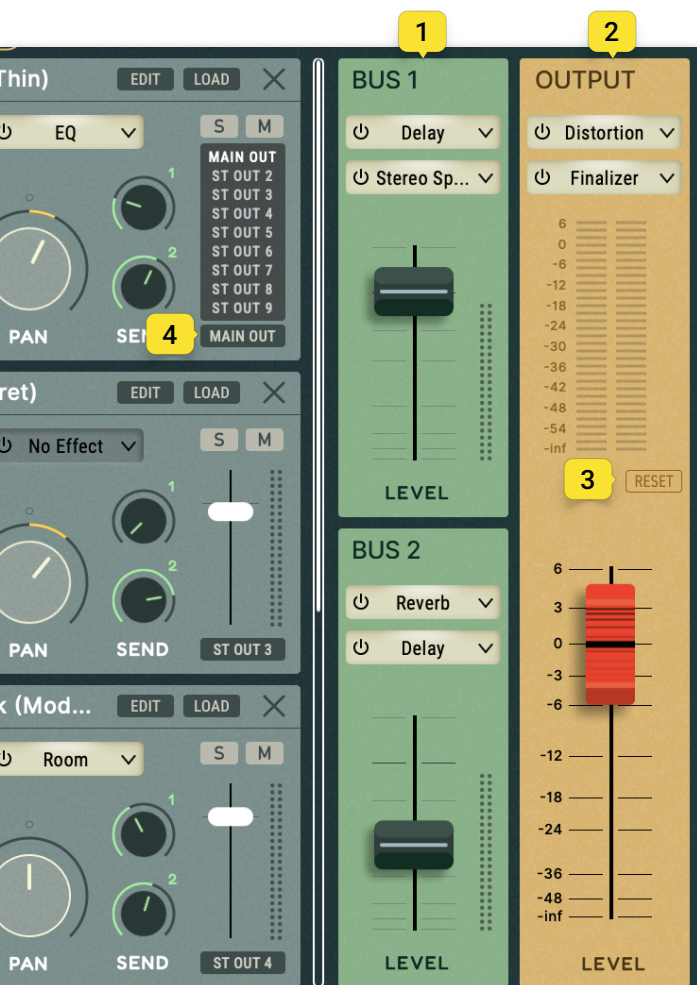 1
2
Thin)
EDIT
LOAD
EQ
S
M
MAIN OUT
ST OUT 2
ST OUT 3
ST OUT 4
ST OUT 5
ST OUT 6
ST OUT 7
ST OUT 8
ST OUT 9
1
2
PAN
SEN
4
MAIN OUT
ret)
EDIT
LOAD
No Effect
S
M
1
2
PAN
SEND
ST OUT 3
k (Mod...
EDIT
LOAD
Room
S
M
1
2
PAN
SEND
ST OUT 4
BUS 1
Delay
Stereo Sp...
LEVEL
BUS 2
Reverb
Delay
LEVEL
OUTPUT
Distortion
Finalizer
6
0
-6
-12
-18
-24
-30
-36
-42
-48
-54
-inf
3
RESET
6
3
0
-3
-6
-12
-18
-24
-36
-48
-inf
LEVEL